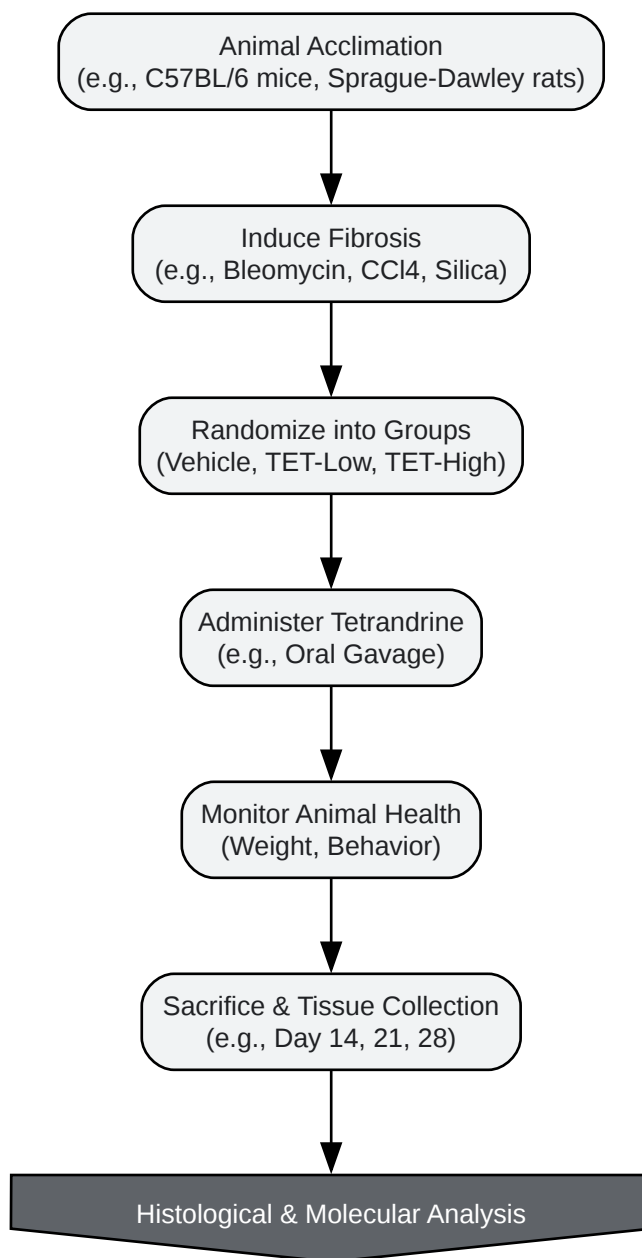 Animal Acclimation
(e.g., C57BL/6 mice, Sprague-Dawley rats)
Induce Fibrosis
(e.g., Bleomycin, CCl4, Silica)
Randomize into Groups
(Vehicle, TET-Low, TET-High)
Administer Tetrandrine
(e.g., Oral Gavage)
Monitor Animal Health
(Weight, Behavior)
Sacrifice & Tissue Collection
(e.g., Day 14, 21, 28)
Histological & Molecular Analysis